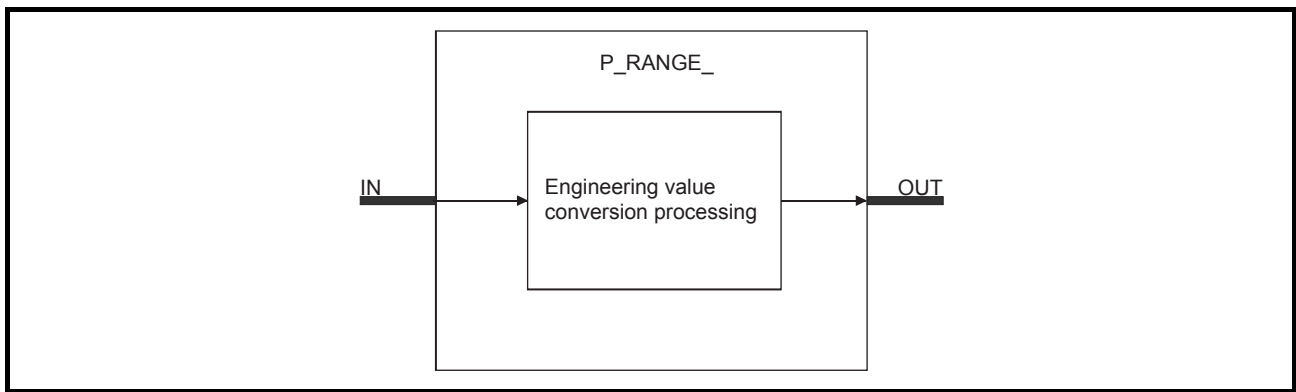 P_RANGE_
IN
Engineering value
conversion processing
OUT